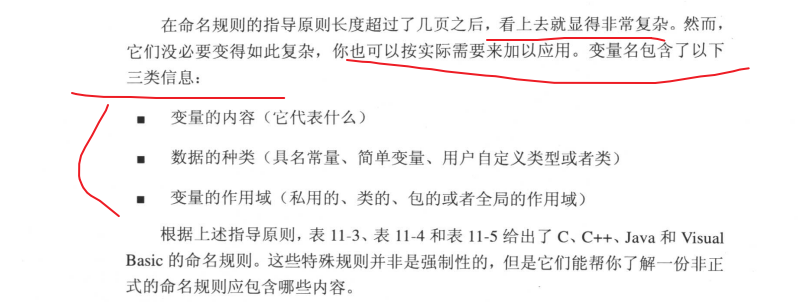 在命名规则的指导原则长度超过了几页之后，看上去就显得非常复杂。然而，
它们没必要变得如此复杂，你也可以按实际需要来加以应用。变量名包含了以下
三类信息：
■ 变量的内容（它代表什么）
■ 数据的种类（具名常量、简单变量、用户自定义类型或者类）
■ 变量的作用域（私用的、类的、包的或者全局的作用域）
根据上述指导原则，表 11-3、表 11-4 和表 11-5 给出了 C、C++、Java 和 Visual
Basic 的命名规则。这些特殊规则并非是强制性的，但是它们能帮你了解一份非正
式的命名规则应包含哪些内容。